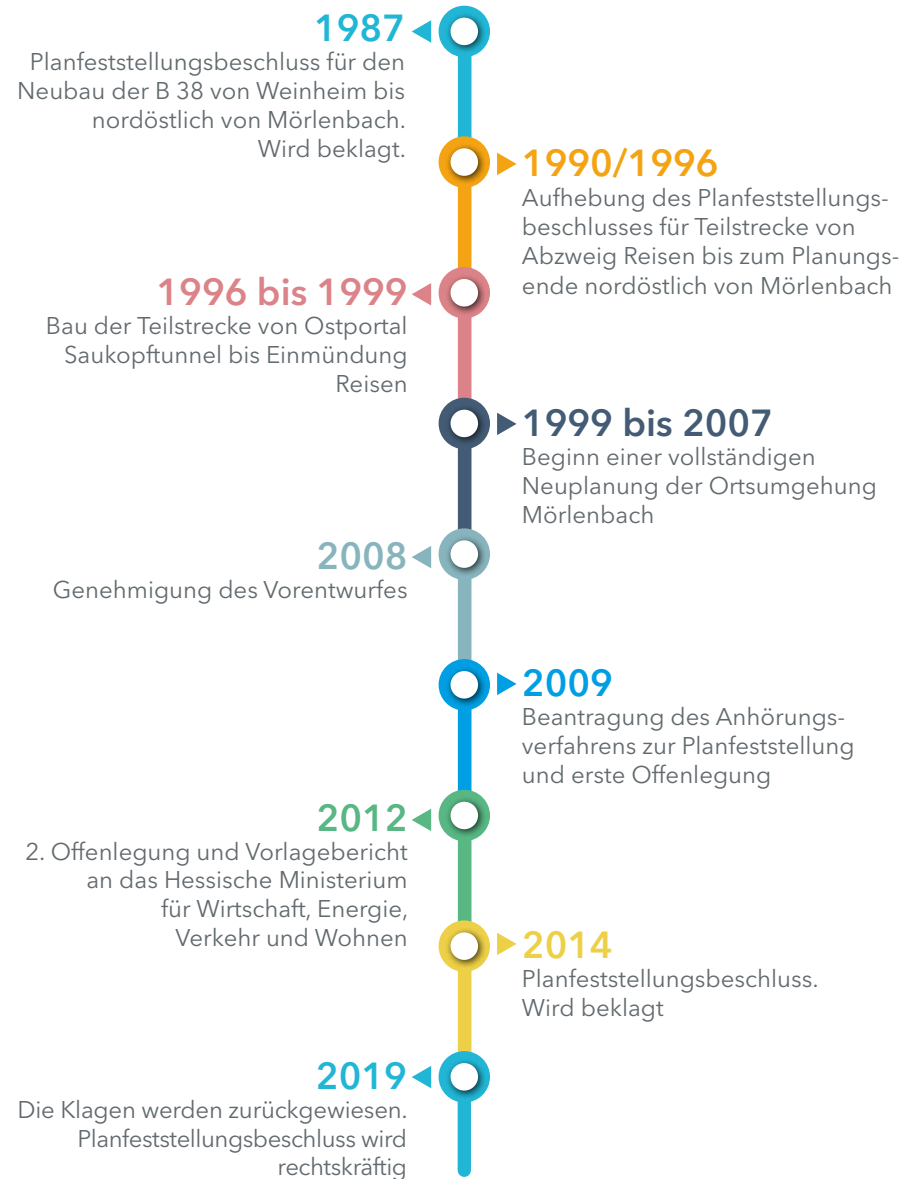 1987
Planfeststellungsbeschluss für den
Neubau der B 38 von Weinheim bis
nordöstlich von Mörlenbach.
Wird beklagt.
1990/1996
Aufhebung des Planfeststellungs-
beschlusses für Teilstrecke von
Abzweig Reisen bis zum Planungs-
ende nordöstlich von Mörlenbach
1996 bis 1999
Bau der Teilstrecke von Ostportal
Saukopftunnel bis Einmündung
Reisen
1999 bis 2007
Beginn einer vollständigen
Neuplanung der Ortsumgehung
Mörlenbach
2008
Genehmigung des Vorentwurfes
2009
Beantragung des Anhörungs-
verfahrens zur Planfeststellung
und erste Offenlegung
2012
2. Offenlegung und Vorlagebericht
an das Hessische Ministerium
für Wirtschaft, Energie,
Verkehr und Wohnen
2014
Planfeststellungsbeschluss.
Wird beklagt
2019
Die Klagen werden zurückgewiesen.
Planfeststellungsbeschluss wird
rechtskräftig